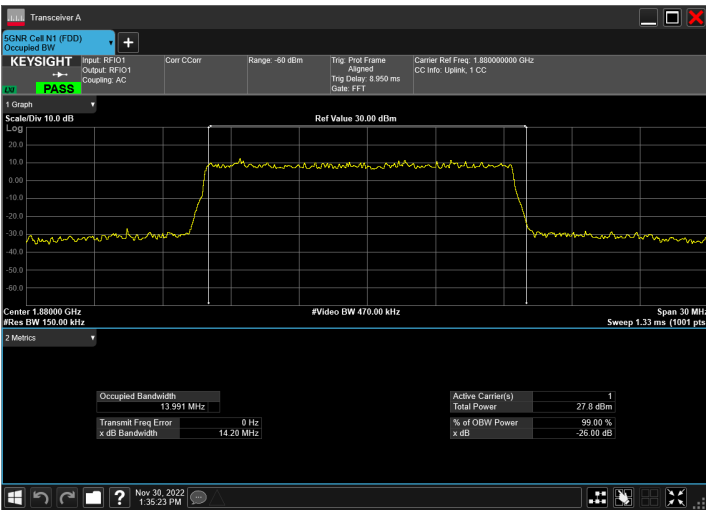 Transceiver A
5GNR Cell N1 (FDD)
Occupied BW
KEYSIGHT
LXI
PASS
Input: RFIO1
Output: RFIO1
Coupling: AC
Corr CCorr
Range: -60 dBm
Trig: Prot Frame
Aligned
Trig Delay: 8.950 ms
Gate: FFT
Carrier Ref Freq: 1.880000000 GHz
CC Info: Uplink, 1 CC
1 Graph
Scale/Div 10.0 dB
Ref Value 30.00 dBm
Log
20.0
10.0
0.00
-10.0
-20.0
-30.0
-40.0
-50.0
-60.0
Center 1.88000 GHz
#Video BW 470.00 kHz
Span 30 MHz
#Res BW 150.00 kHz
Sweep 1.33 ms (1001 pts
2 Metrics
Occupied Bandwidth
13.991 MHz
Active Carrier(s) 1
Total Power 27.8 dBm
Transmit Freq Error 0 Hz
x dB Bandwidth 14.20 MHz
% of OBW Power 99.00 %
x dB -26.00 dB
?
Nov 30, 2022
1:35:23 PM